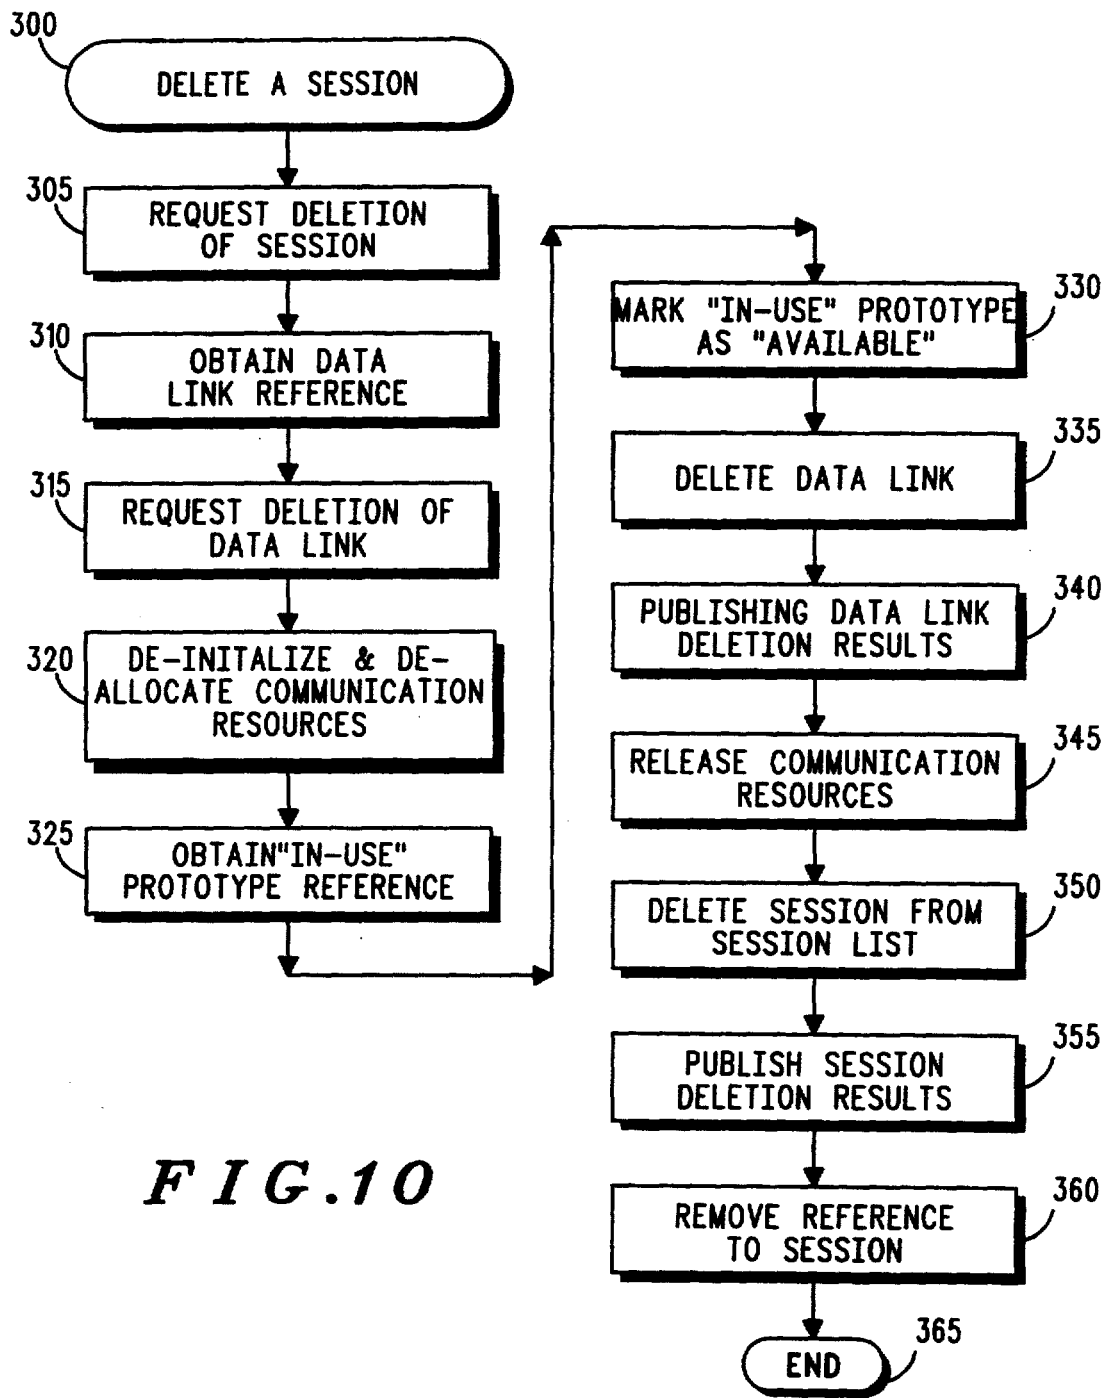 300
DELETE A SESSION
305
REQUEST DELETION
OF SESSION
310
OBTAIN DATA
LINK REFERENCE
315
REQUEST DELETION OF
DATA LINK
320
DE-INITALIZE & DE-
ALLOCATE COMMUNICATION
RESOURCES
325
OBTAIN"IN-USE"
PROTOTYPE REFERENCE
330
MARK "IN-USE" PROTOTYPE
AS "AVAILABLE"
335
DELETE DATA LINK
340
PUBLISHING DATA LINK
DELETION RESULTS
345
RELEASE COMMUNICATION
RESOURCES
350
DELETE SESSION FROM
SESSION LIST
355
PUBLISH SESSION
DELETION RESULTS
360
REMOVE REFERENCE
TO SESSION
365
END
FIG.10